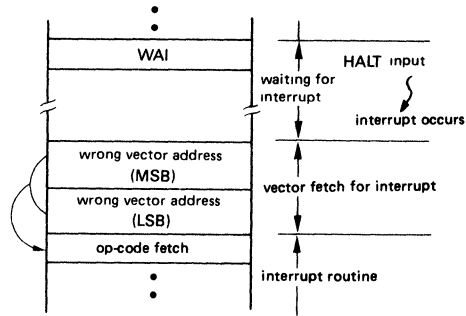 WAI
HALT input
waiting for
interrupt
interrupt occurs
wrong vector address
(MSB)
vector fetch for interrupt
wrong vector address
(LSB)
op-code fetch
interrupt routine